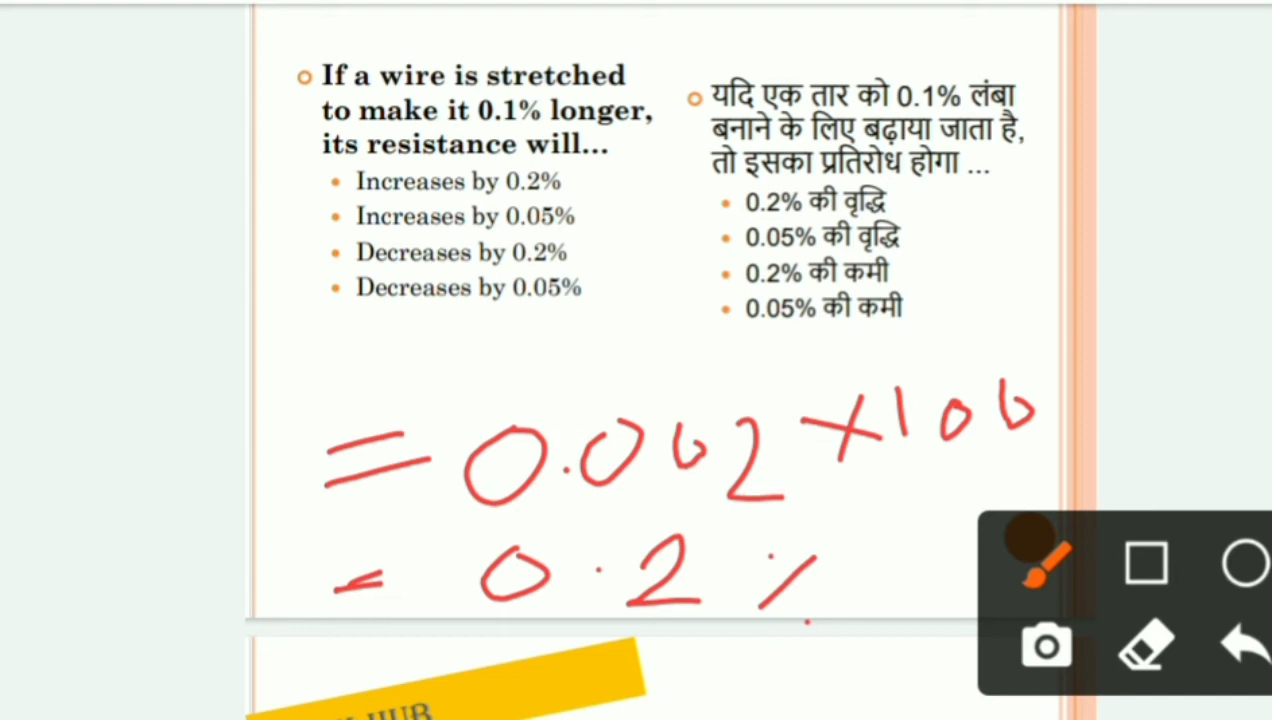 If a wire is stretched
to make it 0.1% longer,
its resistance will...
Increases by 0.2%
Increases by 0.05%
Decreases by 0.2%
Decreases by 0.05%
यदि एक तार को 0.1% लंबा
बनाने के लिए बढ़ाया जाता है,
तो इसका प्रतिरोध होगा ...
0.2% की वृद्धि
0.05% की वृद्धि
0.2% की कमी
0.05% की कमी
= 0.002 × 100
= 0.2 %
HUB